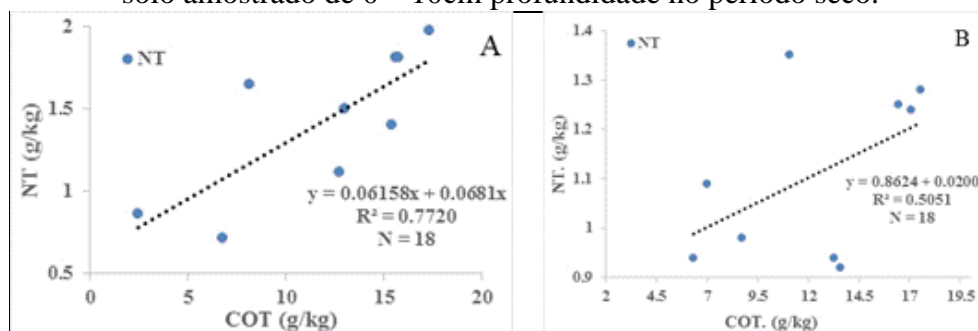 solo amostrado de 0 – 10cm profundidade no período seco.
A
NT
NT (g/kg)
2
1.5
1
0.5
y = 0.06158x + 0.0681x
R² = 0.7720
N = 18
0
5
10
15
20
COT (g/kg)
B
NT
NT. (g/kg)
1.4
1.3
1.2
1.1
1
0.9
y = 0.8624 + 0.0200
R² = 0.5051
N = 18
2
4.5
7
9.5
12
14.5
17
19.5
COT. (g/kg)